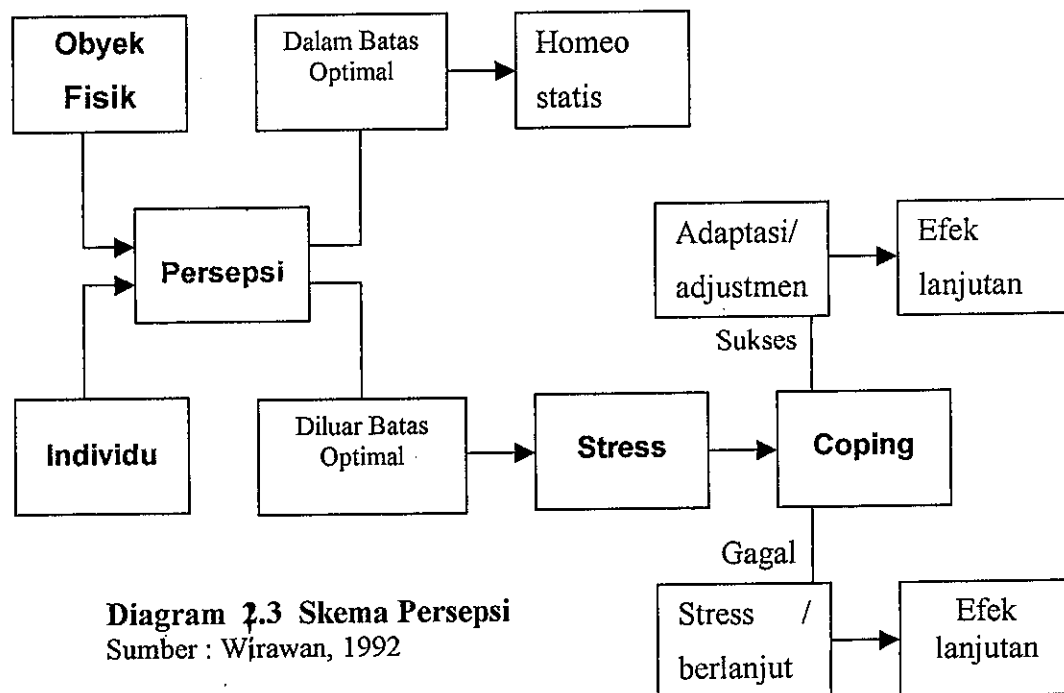 Obyek
Fisik
Dalam Batas
Optimal
Homeo
statis
Persepsi
Individu
Diluar Batas
Optimal
Stress
Coping
Sukses
Adaptasi/
adjustmen
Efek
lanjutan
Gagal
Stress /
berlanjut
Efek
lanjutan
Diagram 2.3 Skema Persepsi
Sumber : Wirawan, 1992